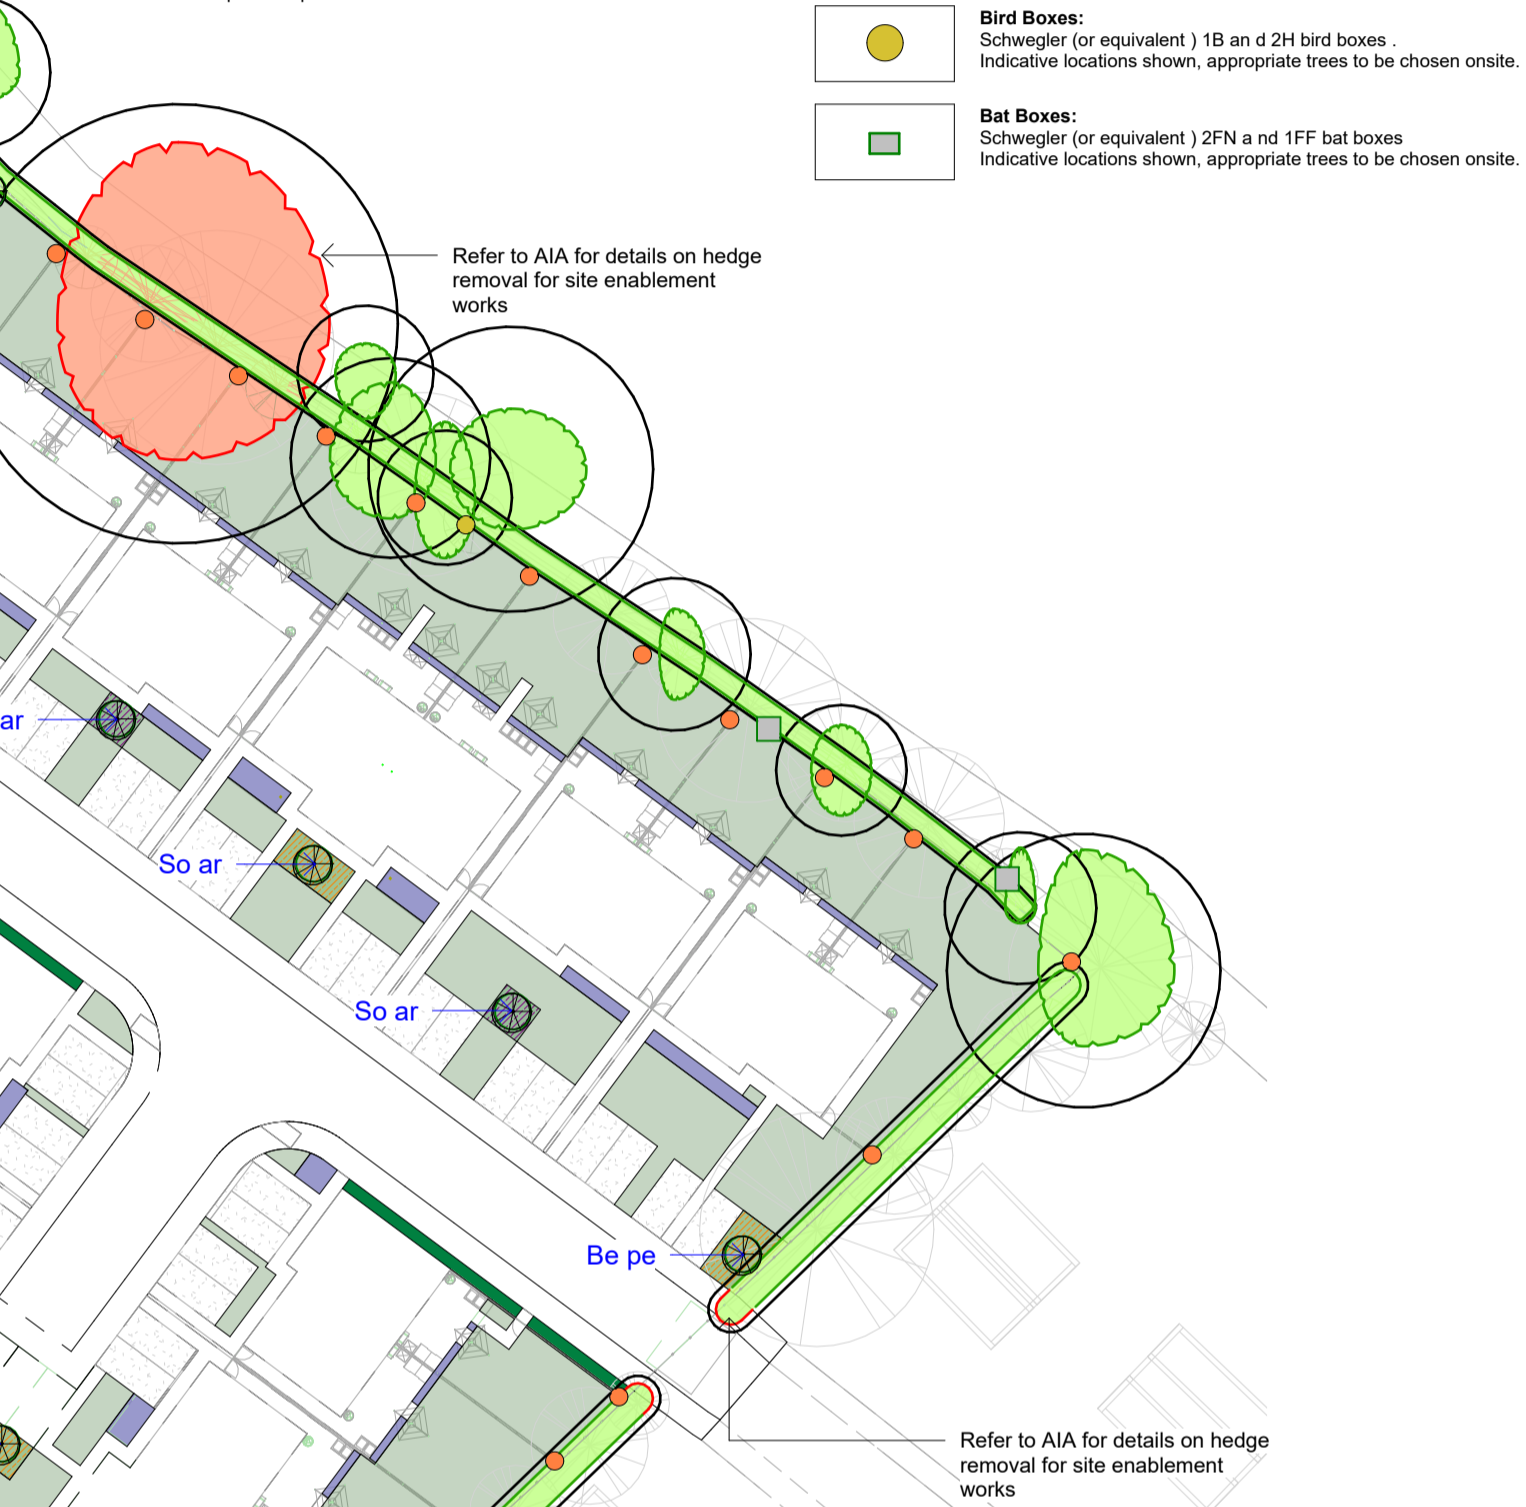 Bird Boxes:
Schwegler (or equivalent ) 1B an d 2H bird boxes .
Indicative locations shown, appropriate trees to be chosen onsite.
Bat Boxes:
Schwegler (or equivalent ) 2FN a nd 1FF bat boxes
Indicative locations shown, appropriate trees to be chosen onsite.
Refer to AIA for details on hedge
removal for site enablement
works
ar
So ar
So ar
Be pe
Refer to AIA for details on hedge
removal for site enablement
works